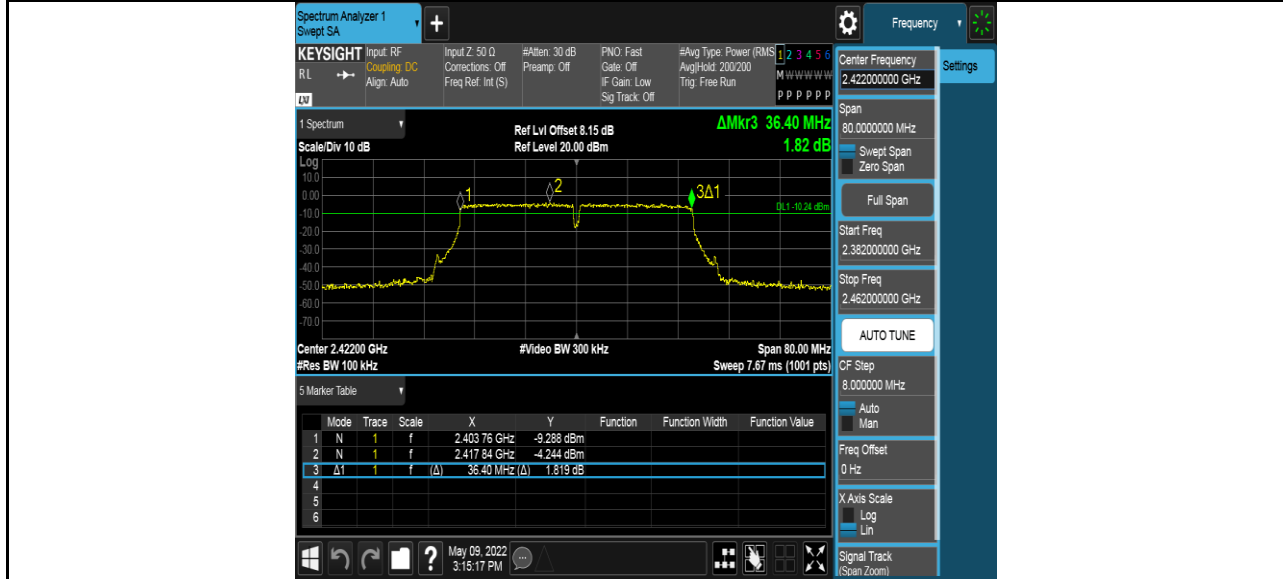 Spectrum Analyzer 1
Swept SA
+
Frequency
KEYSIGHT
RL
LXI
Input: RF
Coupling: DC
Align: Auto
Input Z: 50 Ω
Corrections: Off
Freq Ref: Int (S)
#Atten: 30 dB
Preamp: Off
PNO: Fast
Gate: Off
IF Gain: Low
Sig Track: Off
#Avg Type: Power (RMS
Avg|Hold: 200/200
Trig: Free Run
1 2 3 4 5 6
M W W W W W
P P P P P P
1 Spectrum
Scale/Div 10 dB
Ref Lvl Offset 8.15 dB
Ref Level 20.00 dBm
ΔMkr3 36.40 MHz
1.82 dB
Log
10.0
0.00
-10.0
-20.0
-30.0
-40.0
-50.0
-60.0
-70.0
1
2
3Δ1
DL1 -10.24 dBm
Center 2.42200 GHz
#Res BW 100 kHz
#Video BW 300 kHz
Span 80.00 MHz
Sweep 7.67 ms (1001 pts)
5 Marker Table
Mode Trace Scale X Y Function Function Width Function Value
1 N 1 f 2.403 76 GHz -9.288 dBm
2 N 1 f 2.417 84 GHz -4.244 dBm
3 Δ1 1 f (Δ) 36.40 MHz (Δ) 1.819 dB
4
5
6
?
May 09, 2022
3:15:17 PM
Center Frequency
2.422000000 GHz
Settings
Span
80.0000000 MHz
Swept Span
Zero Span
Full Span
Start Freq
2.382000000 GHz
Stop Freq
2.462000000 GHz
AUTO TUNE
CF Step
8.000000 MHz
Auto
Man
Freq Offset
0 Hz
X Axis Scale
Log
Lin
Signal Track
(Span Zoom)